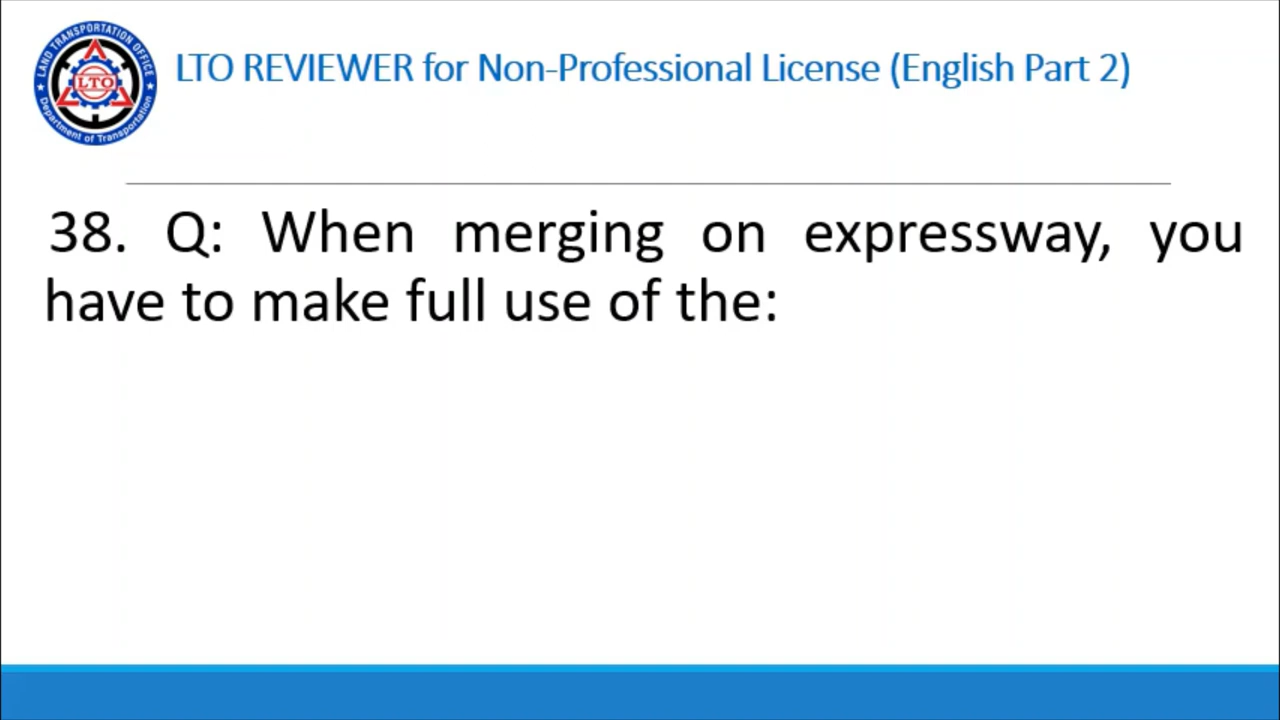 LAND TRANSPORTATION OFFICE
LTO
Department of Transportation
LTO REVIEWER for Non-Professional License (English Part 2)
38. Q: When merging on expressway, you
have to make full use of the: